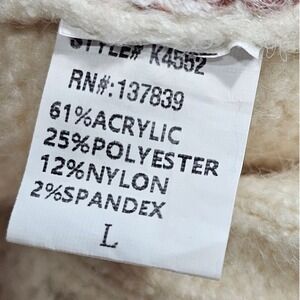 STYLE# K4552
RN#:137839
61%ACRYLIC
25%POLYESTER
12%NYLON
2%SPANDEX
L